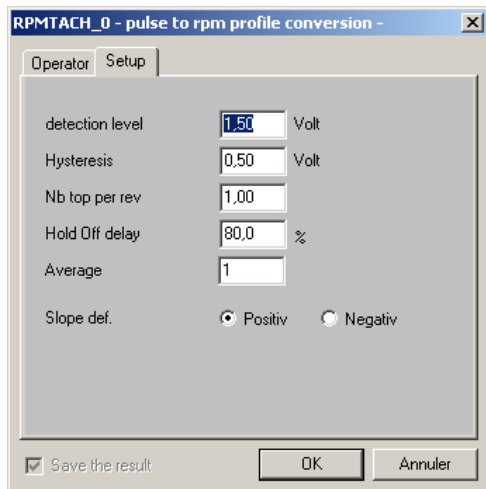 RPMTACH_0 - pulse to rpm profile conversion -
Operator Setup
detection level 1,50 Volt
Hysteresis 0,50 Volt
Nb top per rev 1,00
Hold Off delay 80,0 %
Average 1
Slope def. Positiv Negativ
Save the result OK Annuler